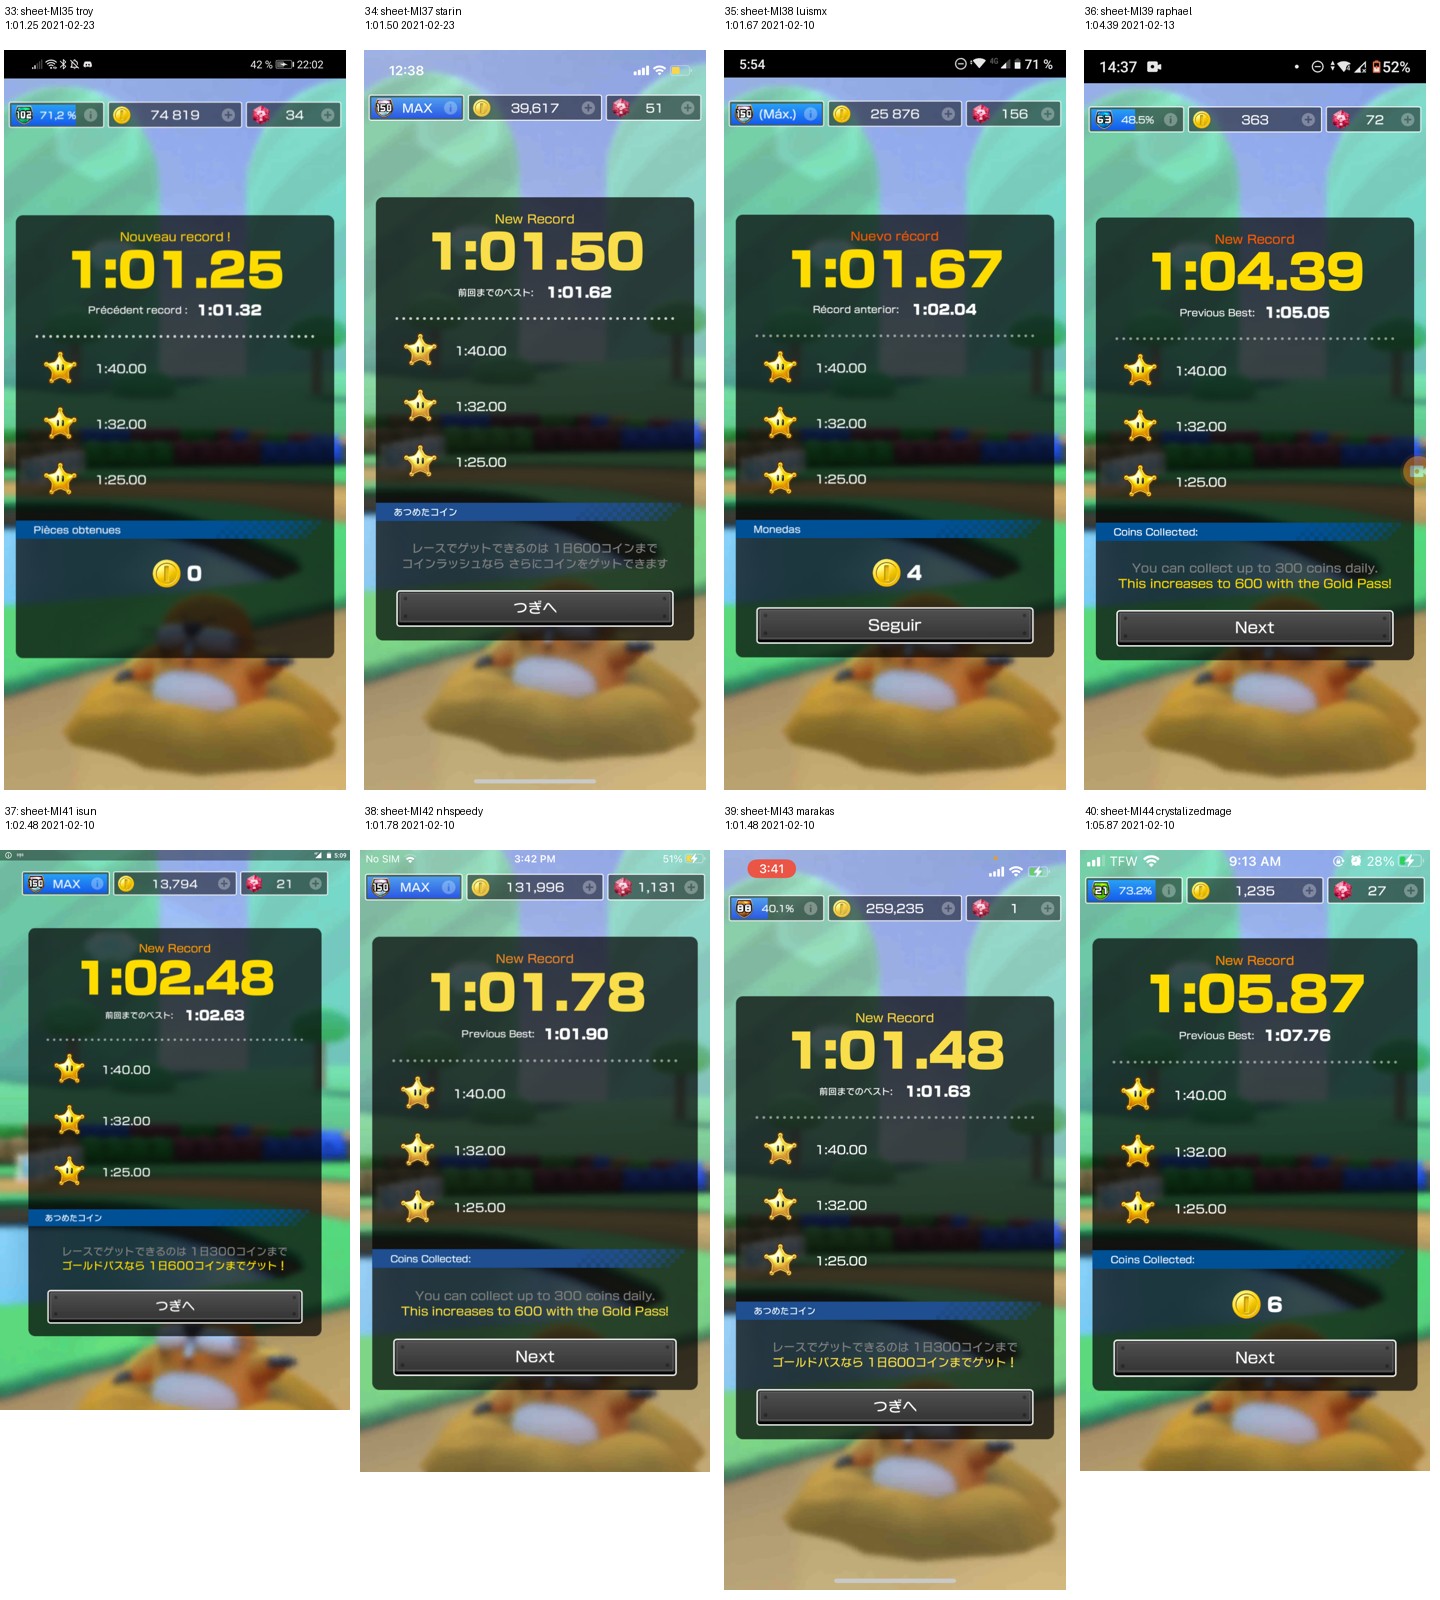 33: sheet-MI35 troy
1:01.25 2021-02-23
42 % 22:02
102 71,2 % 74 819 34
Nouveau record !
1:01.25
Précédent record : 1:01.32
1:40.00
1:32.00
1:25.00
Pièces obtenues
0
34: sheet-MI37 starin
1:01.50 2021-02-23
12:38
150 MAX 39,617 51
New Record
1:01.50
前回までのベスト: 1:01.62
1:40.00
1:32.00
1:25.00
あつめたコイン
レースでゲットできるのは 1日600コインまで
コインラッシュなら さらにコインをゲットできます
つぎへ
35: sheet-MI38 luismx
1:01.67 2021-02-10
5:54 4G 71 %
150 (Máx.) 25 876 156
Nuevo récord
1:01.67
Récord anterior: 1:02.04
1:40.00
1:32.00
1:25.00
Monedas
4
Seguir
36: sheet-MI39 raphael
1:04.39 2021-02-13
14:37 52%
63 48.5% 363 72
New Record
1:04.39
Previous Best: 1:05.05
1:40.00
1:32.00
1:25.00
Coins Collected:
You can collect up to 300 coins daily.
This increases to 600 with the Gold Pass!
Next
37: sheet-MI41 isun
1:02.48 2021-02-10
5:09
150 MAX 13,794 21
New Record
1:02.48
前回までのベスト: 1:02.63
1:40.00
1:32.00
1:25.00
あつめたコイン
レースでゲットできるのは 1日300コインまで
ゴールドパスなら 1日600コインまでゲット！
つぎへ
38: sheet-MI42 nhspeedy
1:01.78 2021-02-10
No SIM 3:42 PM 51%
150 MAX 131,996 1,131
New Record
1:01.78
Previous Best: 1:01.90
1:40.00
1:32.00
1:25.00
Coins Collected:
You can collect up to 300 coins daily.
This increases to 600 with the Gold Pass!
Next
39: sheet-MI43 marakas
1:01.48 2021-02-10
3:41
88 40.1% 259,235 1
New Record
1:01.48
前回までのベスト: 1:01.63
1:40.00
1:32.00
1:25.00
あつめたコイン
レースでゲットできるのは 1日300コインまで
ゴールドパスなら 1日600コインまでゲット！
つぎへ
40: sheet-MI44 crystalizedmage
1:05.87 2021-02-10
TFW 9:13 AM 28%
21 73.2% 1,235 27
New Record
1:05.87
Previous Best: 1:07.76
1:40.00
1:32.00
1:25.00
Coins Collected:
6
Next